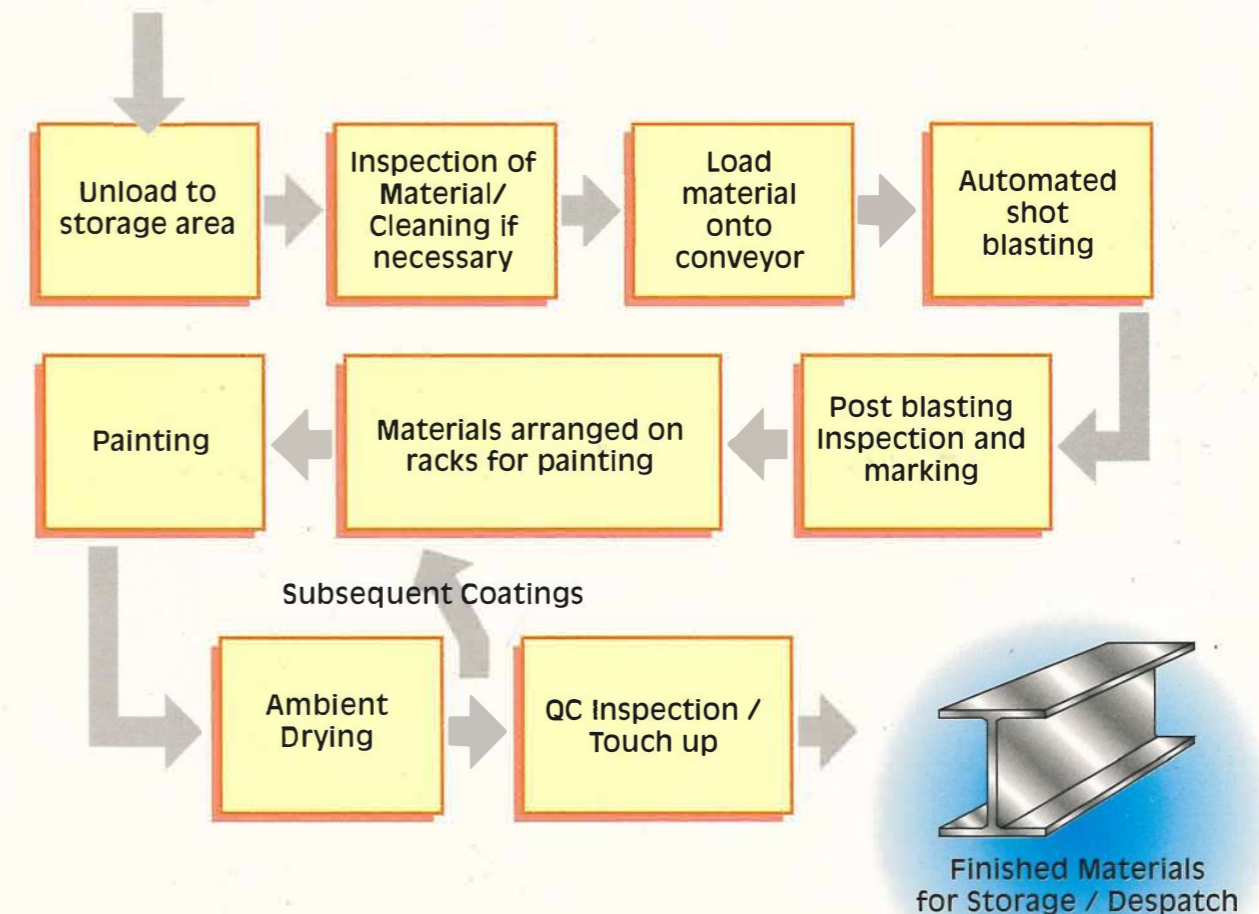 Unload to
storage area
Inspection of
Material/
Cleaning if
necessary
Load
material
onto
conveyor
Automated
shot
blasting
Post blasting
Inspection and
marking
Materials arranged on
racks for painting
Painting
Subsequent Coatings
Ambient
Drying
QC Inspection /
Touch up
Finished Materials
for Storage / Despatch